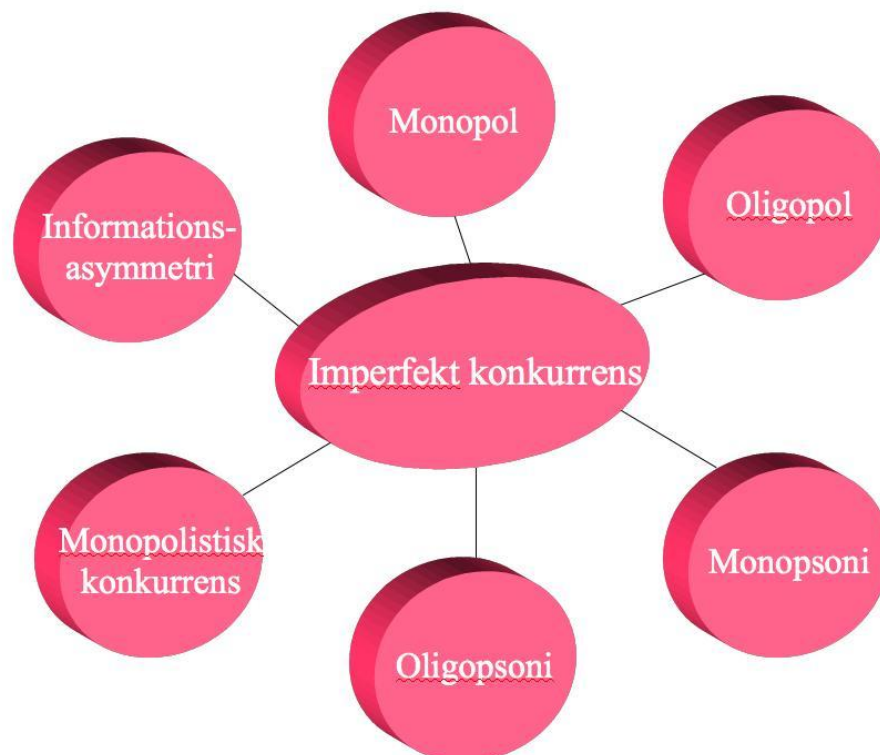 Monopol
Oligopol
Informations-
asymmetri
Imperfekt konkurrens
Monopolistisk
konkurrens
Monopsoni
Oligopsoni